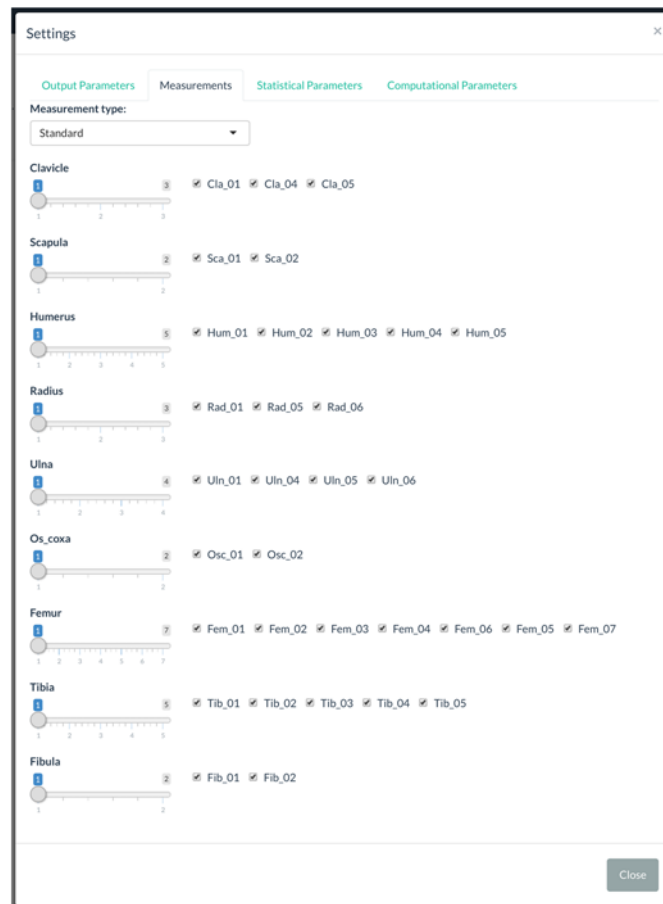 Settings ×
Output Parameters Measurements Statistical Parameters Computational Parameters
Measurement type:
Standard
Clavicle
1 3 Cla_01 Cla_04 Cla_05
1 2 3
Scapula
1 2 Sca_01 Sca_02
1 2
Humerus
1 5 Hum_01 Hum_02 Hum_03 Hum_04 Hum_05
1 2 3 4 5
Radius
1 3 Rad_01 Rad_05 Rad_06
1 2 3
Ulna
1 4 Uln_01 Uln_04 Uln_05 Uln_06
1 2 3 4
Os_coxa
1 2 Osc_01 Osc_02
1 2
Femur
1 7 Fem_01 Fem_02 Fem_03 Fem_04 Fem_06 Fem_05 Fem_07
1 2 3 4 5 6 7
Tibia
1 5 Tib_01 Tib_02 Tib_03 Tib_04 Tib_05
1 2 3 4 5
Fibula
1 2 Fib_01 Fib_02
1 2
Close